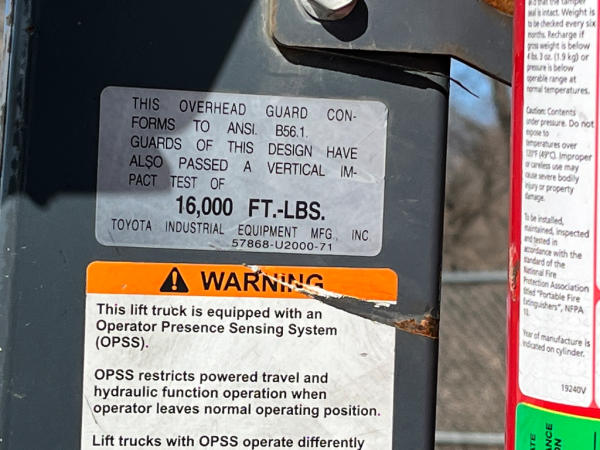 THIS OVERHEAD GUARD CON-
FORMS TO ANSI. B56.1.
GUARDS OF THIS DESIGN HAVE
ALSO PASSED A VERTICAL IM-
PACT TEST OF
16,000 FT.-LBS.
TOYOTA INDUSTRIAL EQUIPMENT MFG., INC
57868-U2000-71
WARNING
This lift truck is equipped with an
Operator Presence Sensing System
(OPSS).
OPSS restricts powered travel and
hydraulic function operation when
operator leaves normal operating position.
Lift trucks with OPSS operate differently
and that the tamper
seal is intact. Weight is
to be checked every six
months. Recharge if
gross weight is below
4 lbs. 3 oz. (1.9 kg) or
pressure is below
operable range at
normal temperatures.
Caution: Contents
under pressure. Do not
expose to
temperatures over
120°F (49°C). Improper
or careless use may
cause severe bodily
injury or property
damage.
To be installed,
maintained, inspected
and tested in
accordance with the
standard of the
National Fire
Protection Association
titled "Portable Fire
Extinguishers", NFPA
10.
Year of manufacture is
indicated on cylinder.
19240V